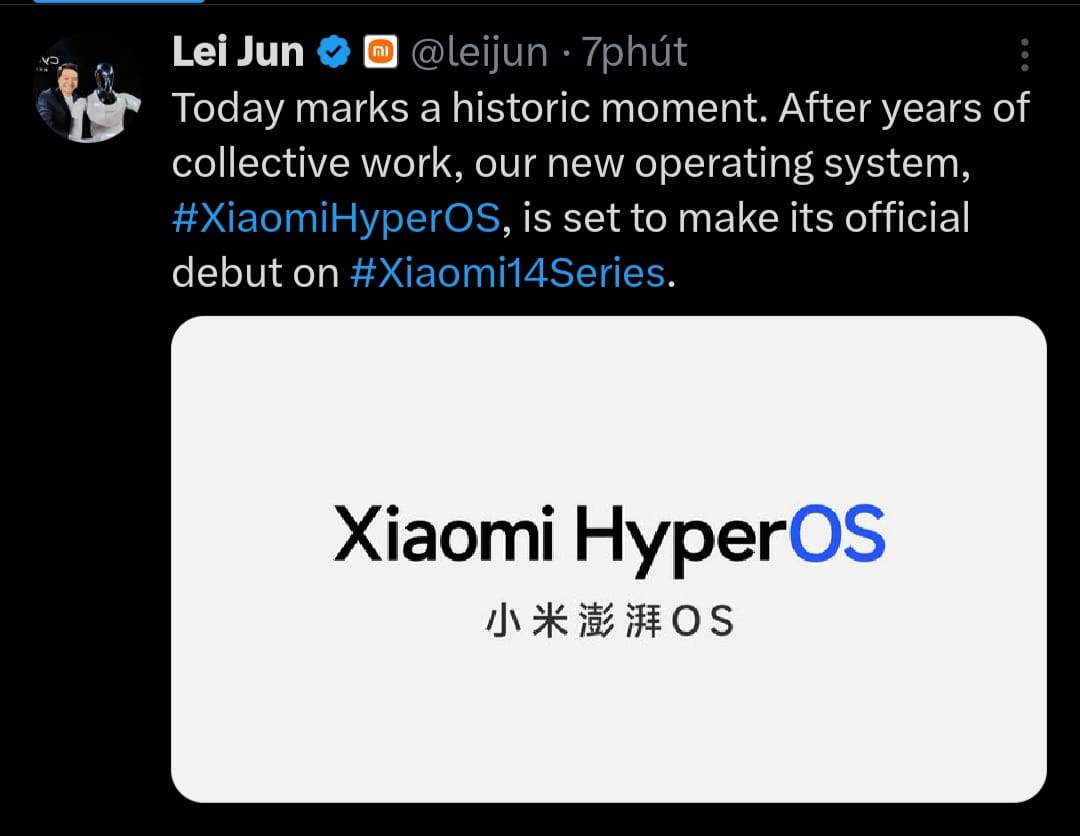 Lei Jun @leijun · 7phút
Today marks a historic moment. After years of
collective work, our new operating system,
#XiaomiHyperOS, is set to make its official
debut on #Xiaomi14Series.
Xiaomi HyperOS
小米澎湃OS